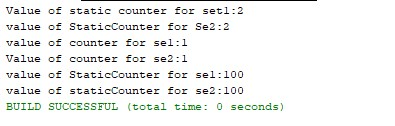 Value of static counter for set1:2
value of StaticCounter for Se2:2
value of counter for se1:1
Value of counter for se2:1
value of StaticCounter for se1:100
value of staticCounter for se2:100
BUILD SUCCESSFUL (total time: 0 seconds)